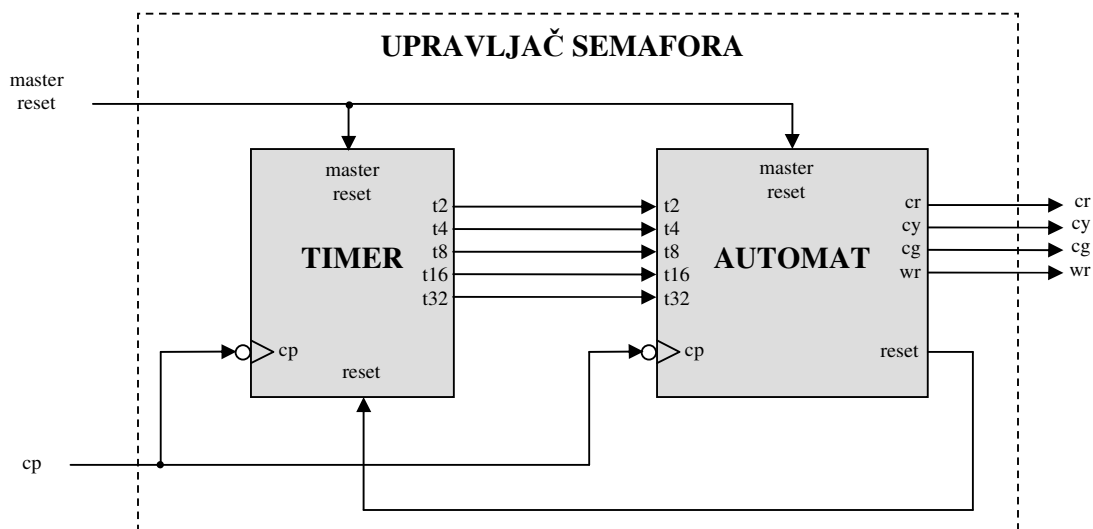 UPRAVLJAČ SEMAFORA
master
reset
master
reset
t2
t4
t8
t16
t32
TIMER
cp
reset
master
reset
t2
t4
t8
t16
t32
AUTOMAT
cr
cy
cg
wr
cp
reset
cr
cy
cg
wr
cp